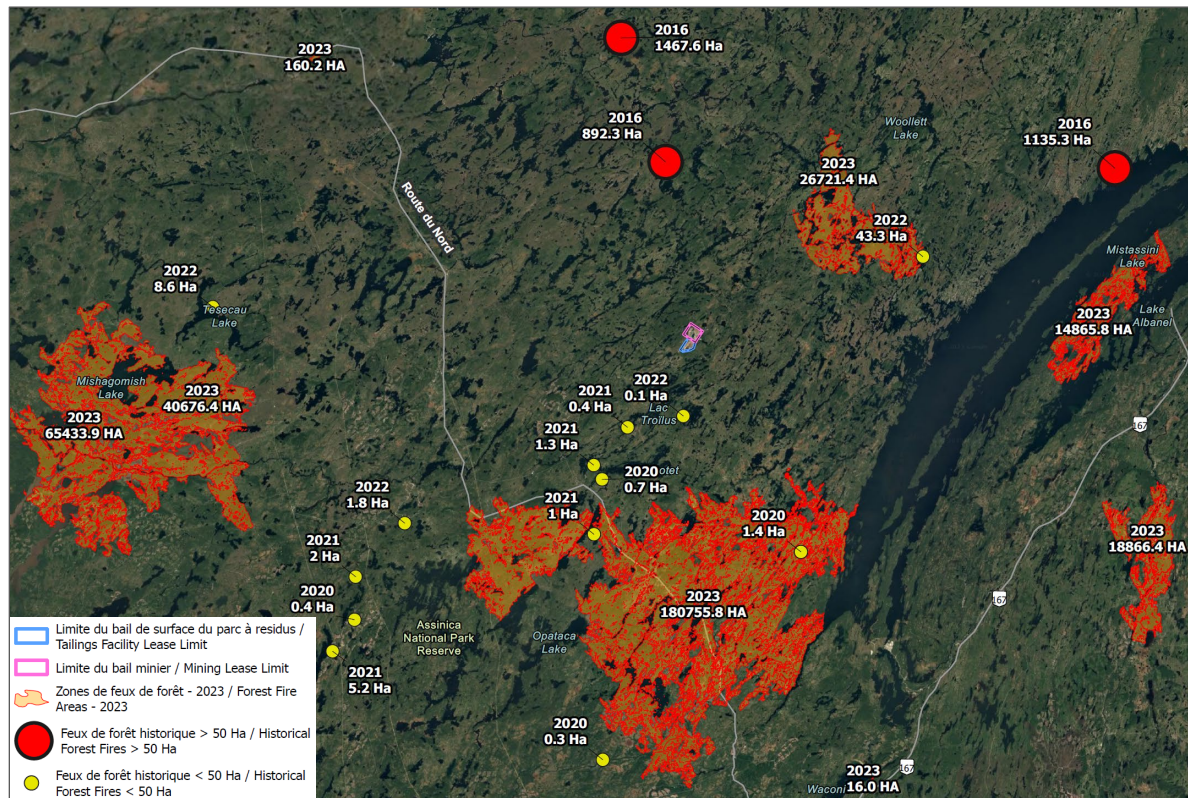 2016
1467.6 Ha
2023
160.2 HA
2016
892.3 Ha
Woollett
Lake
2016
1135.3 Ha
2023
26721.4 HA
Route du Nord
2022
43.3 Ha
Mistassini
Lake
2022
8.6 Ha
Tesecau
Lake
2023
14865.8 HA
Lake
Albanel
Mishagomish
Lake
2023
40676.4 HA
2022
0.1 Ha
2021
0.4 Ha
Lac
Troilus
2023
65433.9 HA
2021
1.3 Ha
167
2020
0.7 Ha
otet
2022
1.8 Ha
2021
1 Ha
2020
1.4 Ha
2023
18866.4 HA
2021
2 Ha
2020
0.4 Ha
2023
180755.8 HA
167
Assinica
National Park
Reserve
Opataca
Lake
2021
5.2 Ha
2020
0.3 Ha
2023
16.0 HA
Waconi
167
Limite du bail de surface du parc à residus /
Tailings Facility Lease Limit
Limite du bail minier / Mining Lease Limit
Zones de feux de forêt - 2023 / Forest Fire
Areas - 2023
Feux de forêt historique > 50 Ha / Historical
Forest Fires > 50 Ha
Feux de forêt historique < 50 Ha / Historical
Forest Fires < 50 Ha